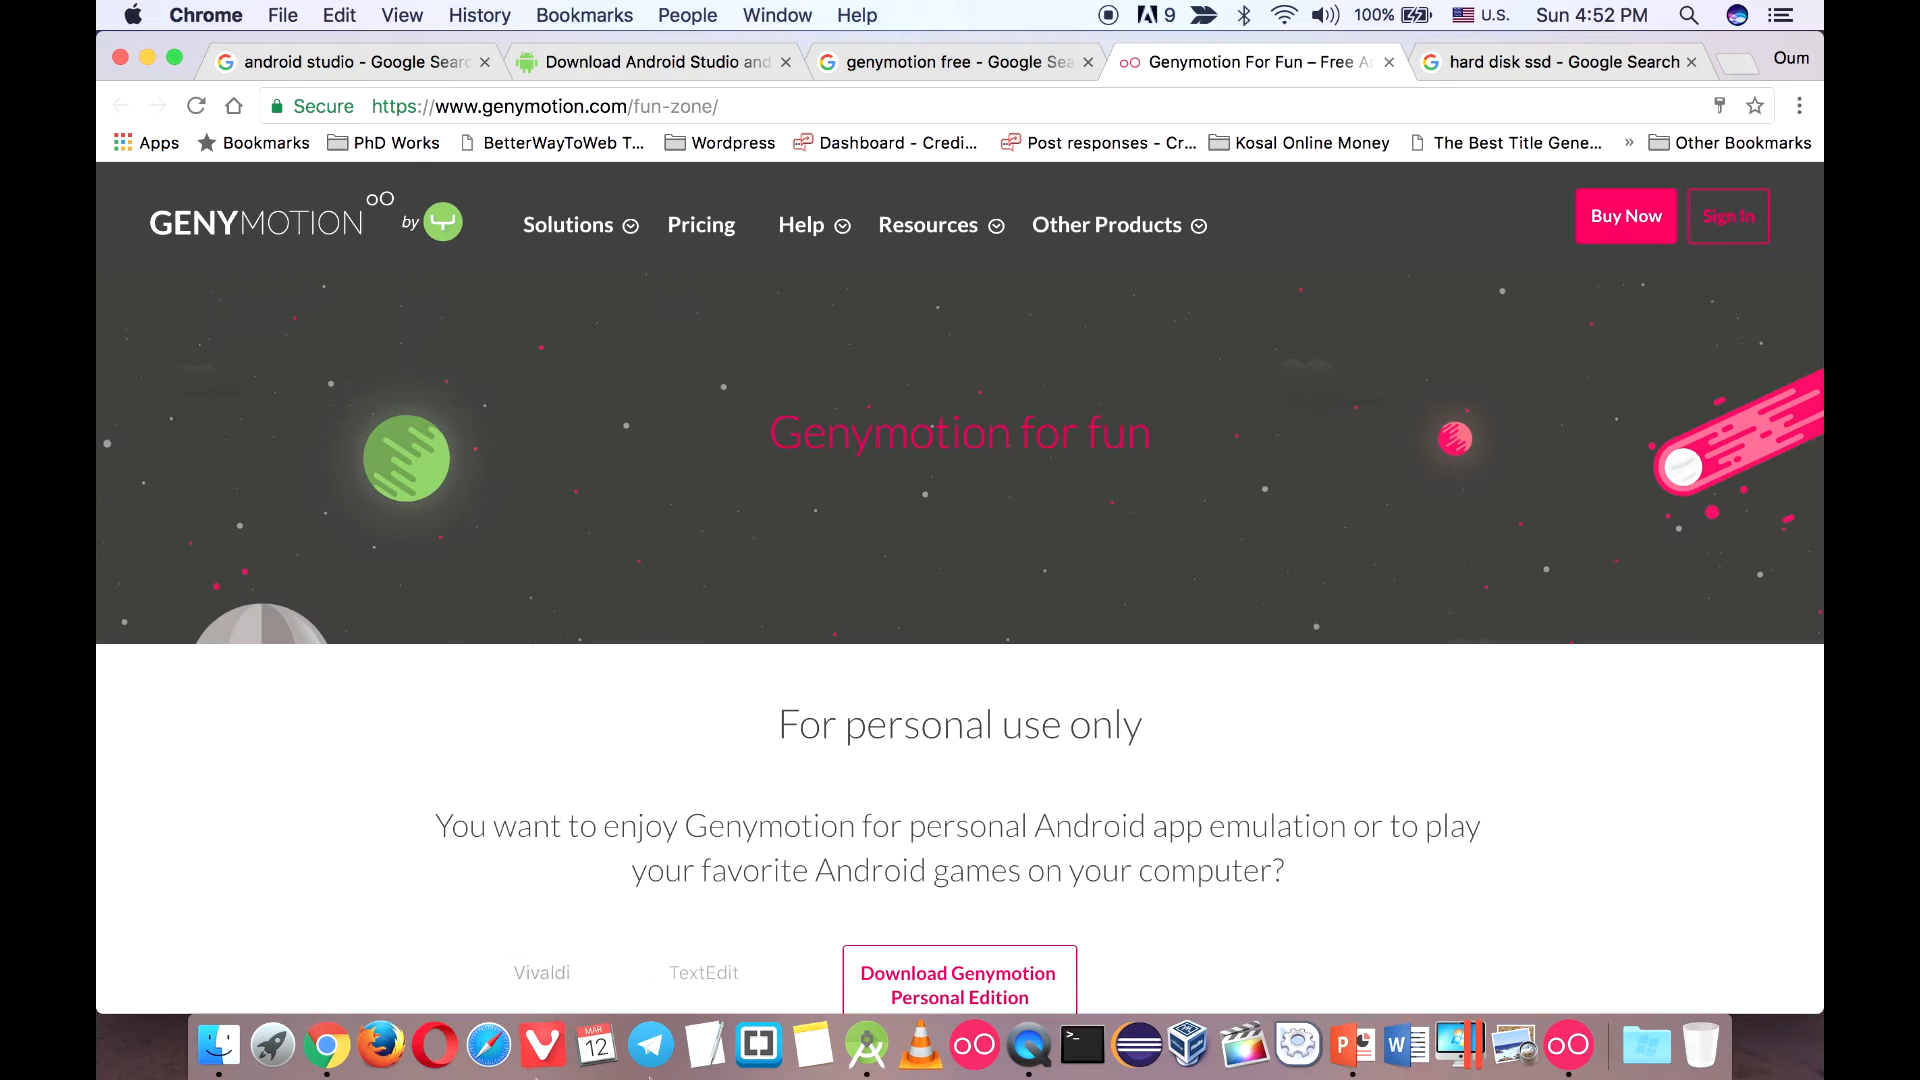 Chrome File Edit View History Bookmarks People Window Help 9 100% U.S. Sun 4:52 PM
android studio - Google Searc Download Android Studio and genymotion free - Google Sea Genymotion For Fun – Free A hard disk ssd - Google Search Oum
Secure https://www.genymotion.com/fun-zone/
Apps Bookmarks PhD Works BetterWayToWeb T... Wordpress Dashboard - Credi... Post responses - Cr... Kosal Online Money The Best Title Gene... » Other Bookmarks
GENYMOTION by Solutions Pricing Help Resources Other Products Buy Now Sign In
Genymotion for fun
For personal use only
You want to enjoy Genymotion for personal Android app emulation or to play
your favorite Android games on your computer?
Vivaldi TextEdit Download Genymotion
Personal Edition
MAR
12